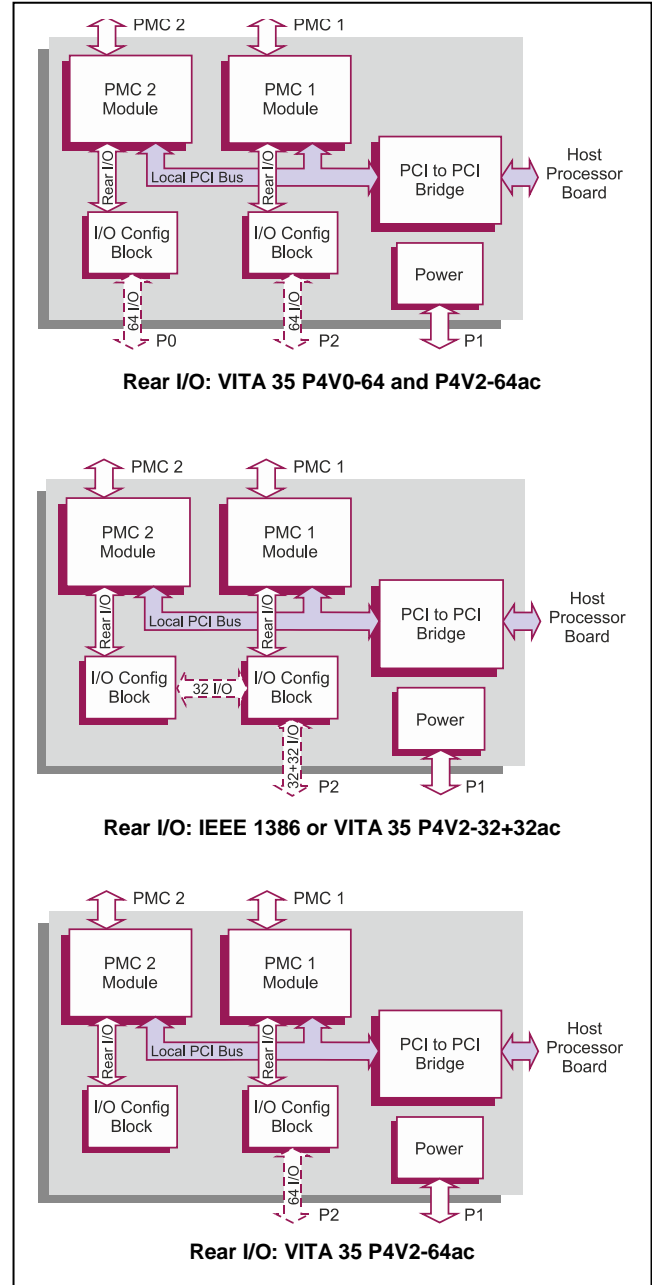 PMC 2
PMC 1
PMC 2
Module
PMC 1
Module
Rear I/O
Local PCI Bus
Rear I/O
PCI to PCI
Bridge
Host
Processor
Board
I/O Config
Block
I/O Config
Block
Power
64 I/O
P0
64 I/O
P2
P1
Rear I/O: VITA 35 P4V0-64 and P4V2-64ac
PMC 2
PMC 1
PMC 2
Module
PMC 1
Module
Rear I/O
Local PCI Bus
Rear I/O
PCI to PCI
Bridge
Host
Processor
Board
I/O Config
Block
32 I/O
I/O Config
Block
Power
32+32 I/O
P2
P1
Rear I/O: IEEE 1386 or VITA 35 P4V2-32+32ac
PMC 2
PMC 1
PMC 2
Module
PMC 1
Module
Rear I/O
Local PCI Bus
Rear I/O
PCI to PCI
Bridge
Host
Processor
Board
I/O Config
Block
I/O Config
Block
Power
64 I/O
P2
P1
Rear I/O: VITA 35 P4V2-64ac